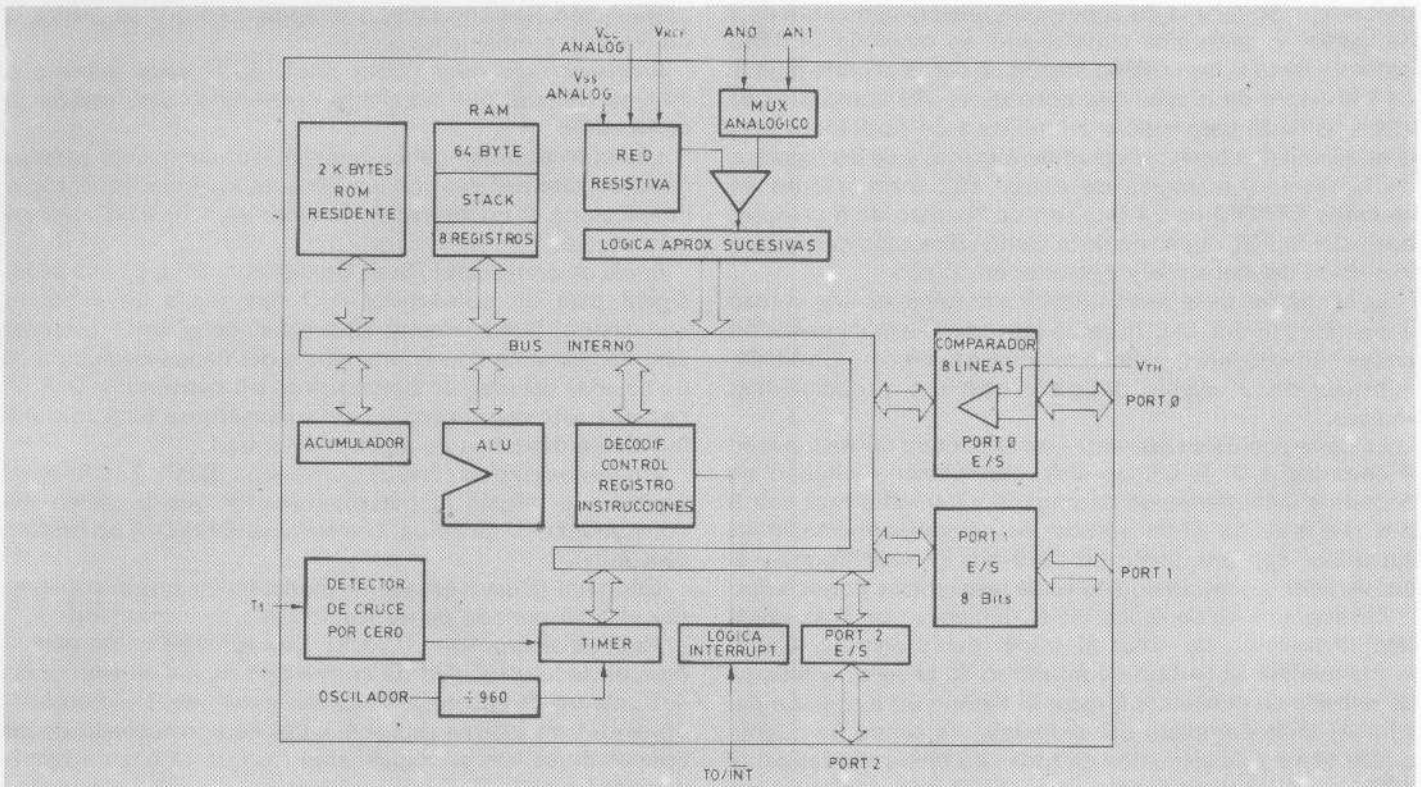 VCC
ANALOG
VREF
AN0
AN1
VSS
ANALOG
MUX
ANALOGICO
RAM
2 K BYTES
ROM
RESIDENTE
64 BYTE
STACK
8 REGISTROS
RED
RESISTIVA
LOGICA APROX SUCESIVAS
BUS INTERNO
COMPARADOR
8 LINEAS
VTH
PORT Ø
PORT Ø
E/S
ACUMULADOR
ALU
DECODIF
CONTROL
REGISTRO
INSTRUCCIONES
PORT 1
E/S
8 Bits
PORT 1
T1
DETECTOR
DE CRUCE
POR CERO
TIMER
LOGICA
INTERRUPT
PORT 2
E/S
OSCILADOR
÷ 960
TO/I̅N̅T̅
PORT 2